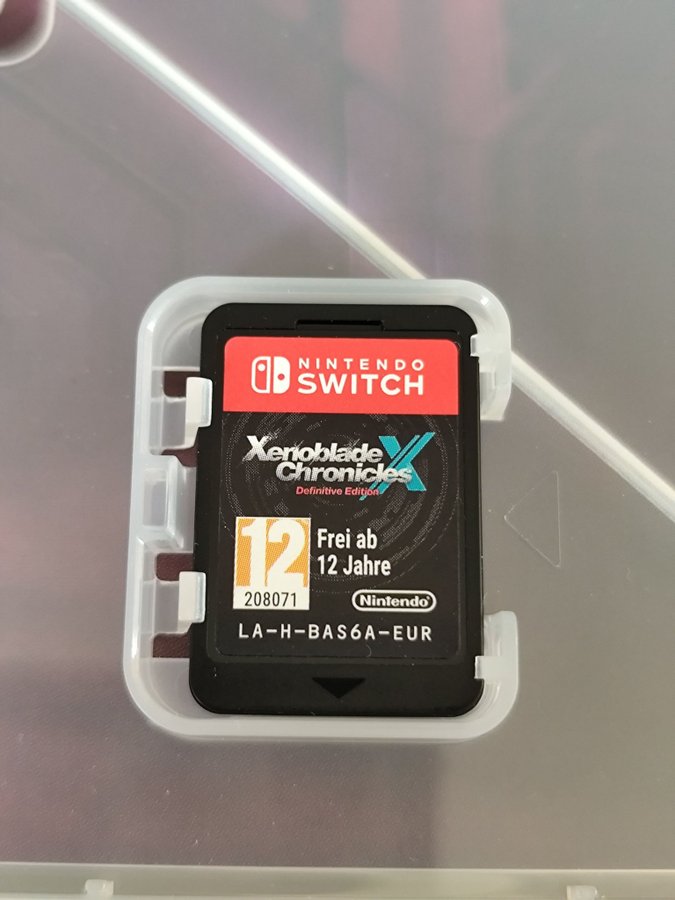 NINTENDO
SWITCH
Xenoblade
Chronicles X
Definitive Edition
12
Frei ab
12 Jahre
208071
Nintendo
LA-H-BAS6A-EUR